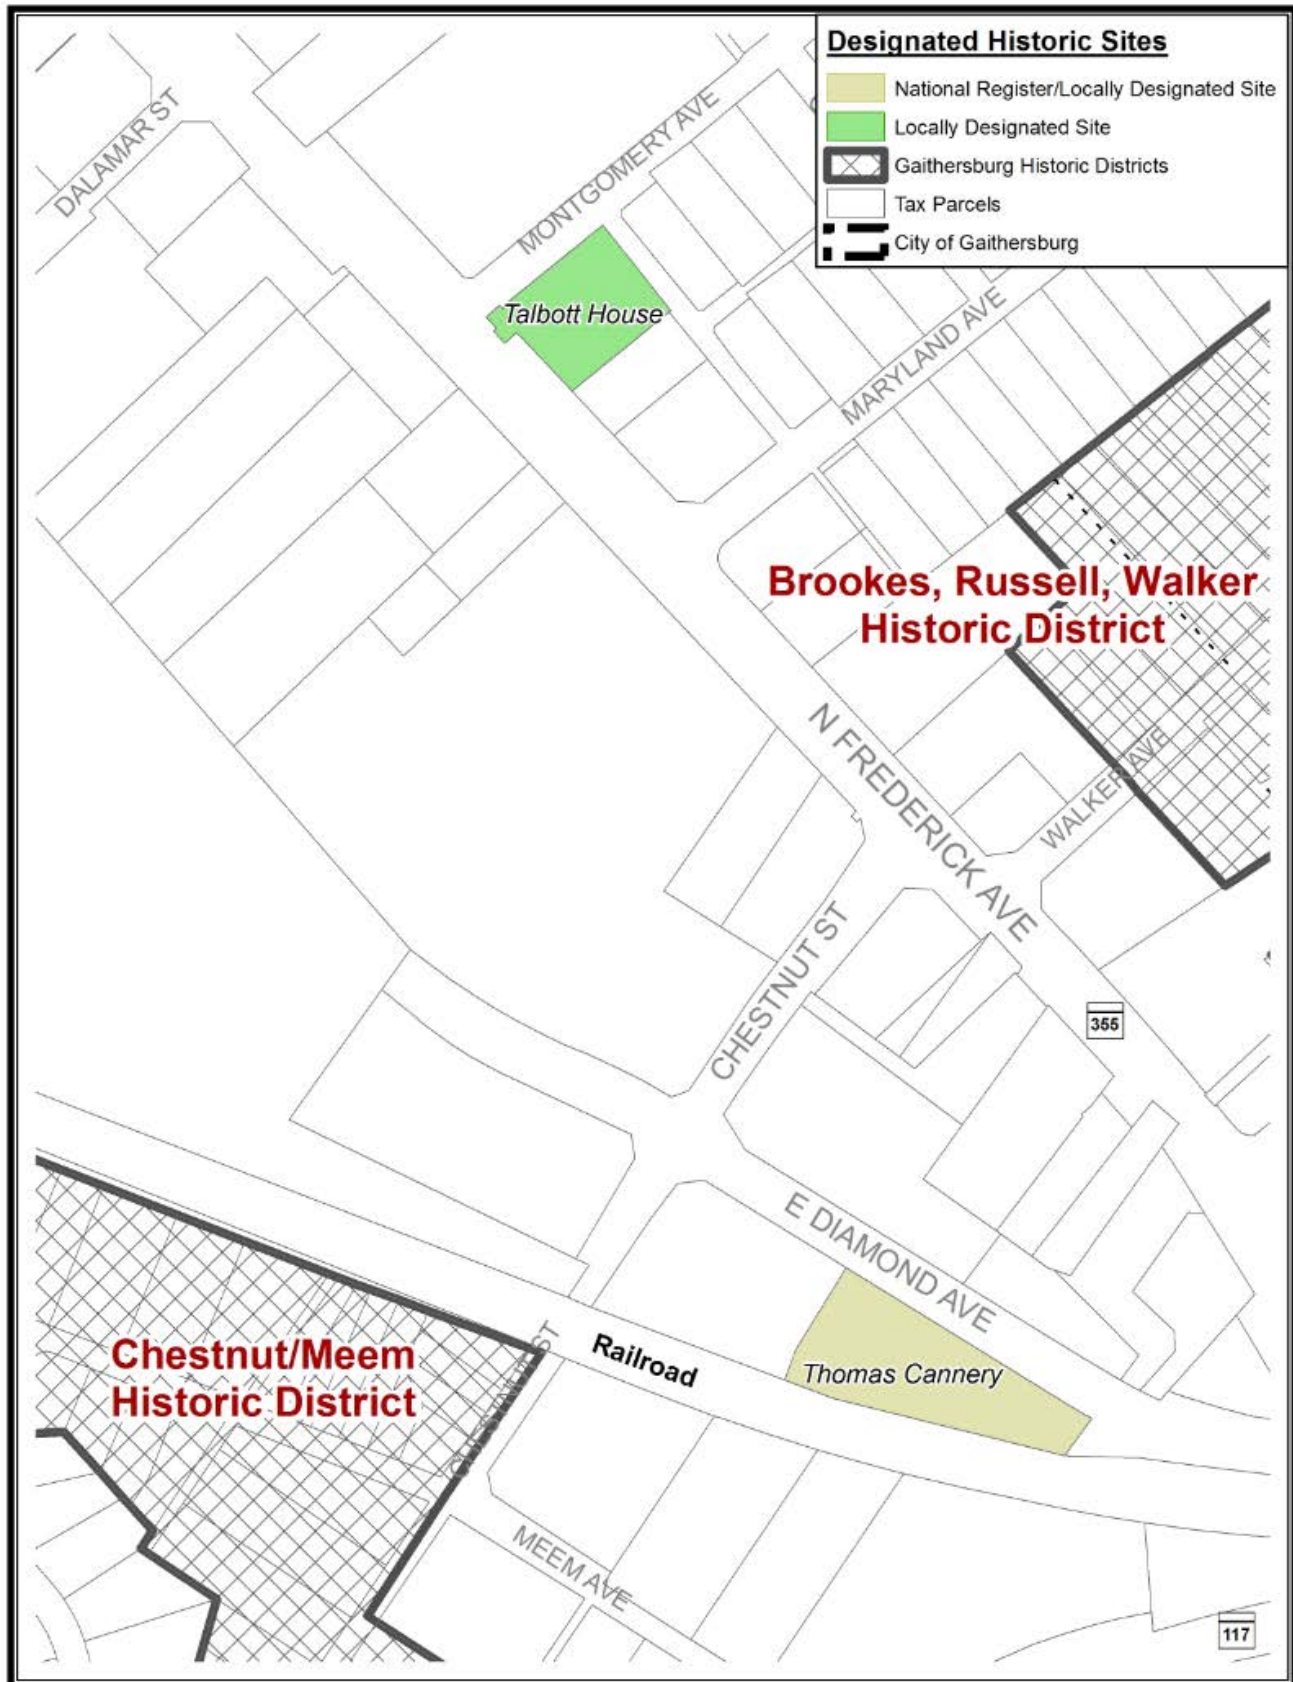 Designated Historic Sites
National Register/Locally Designated Site
Locally Designated Site
Gaithersburg Historic Districts
Tax Parcels
City of Gaithersburg
DALAMAR ST
MONTGOMERY AVE
Talbott House
MARYLAND AVE
Brookes, Russell, Walker
Historic District
N FREDERICK AVE
WALKER AVE
CHESTNUT ST
355
E DIAMOND AVE
Railroad
Thomas Cannery
Chestnut/Meem
Historic District
CHESTNUT ST
MEEM AVE
117